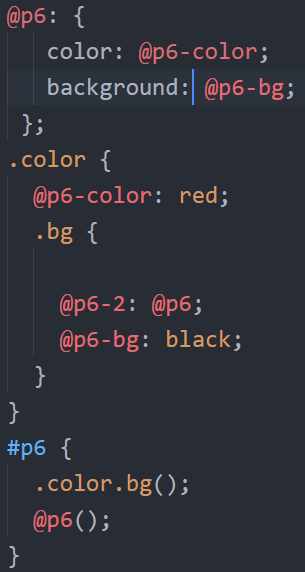 @p6: {
color: @p6-color;
background: @p6-bg;
};
.color {
@p6-color: red;
.bg {
@p6-2: @p6;
@p6-bg: black;
}
}
#p6 {
.color.bg();
@p6();
}